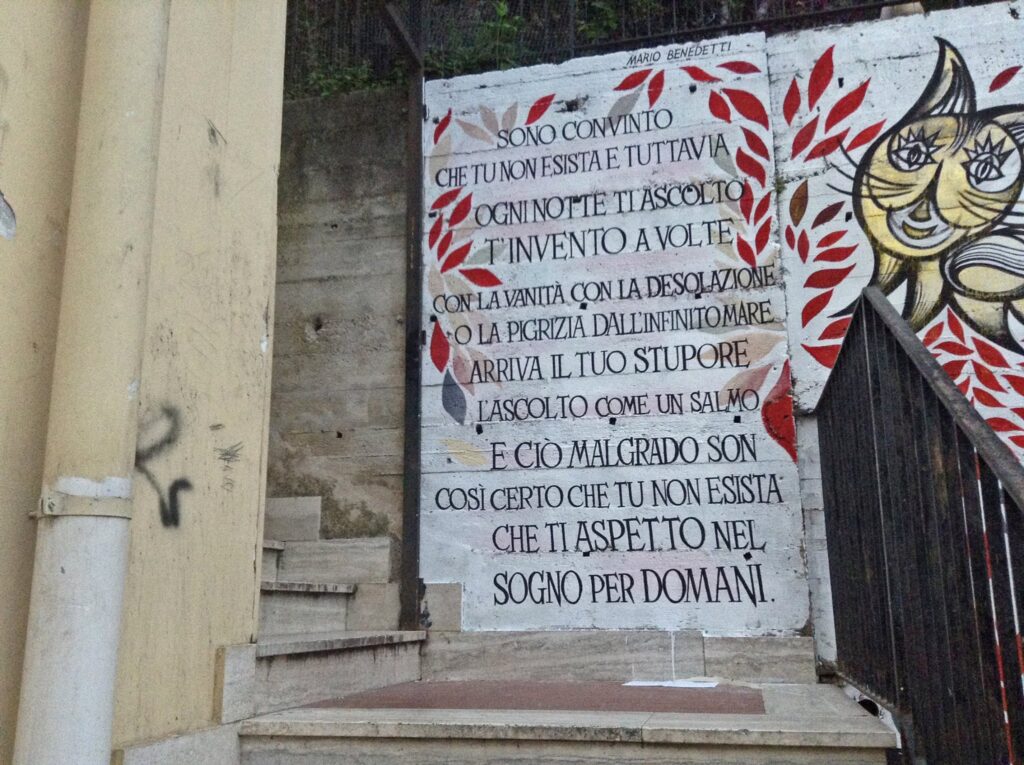 MARIO BENEDETTI
SONO CONVINTO
CHE TU NON ESISTA E TUTTAVIA
OGNI NOTTE TI ASCOLTO
T'INVENTO A VOLTE
CON LA VANITÀ CON LA DESOLAZIONE
O LA PIGRIZIA DALL'INFINITO MARE
ARRIVA IL TUO STUPORE
L'ASCOLTO COME UN SALMO
E CIÒ MALGRADO SON
COSÌ CERTO CHE TU NON ESISTA
CHE TI ASPETTO NEL
SOGNO PER DOMANI.